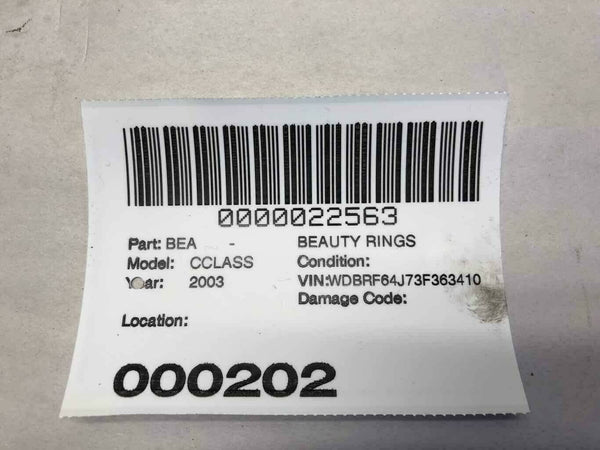 0000022563
Part: BEA - BEAUTY RINGS
Model: CCLASS Condition:
Year: 2003 VIN:WDBRF64J73F363410
Damage Code:
Location:
000202